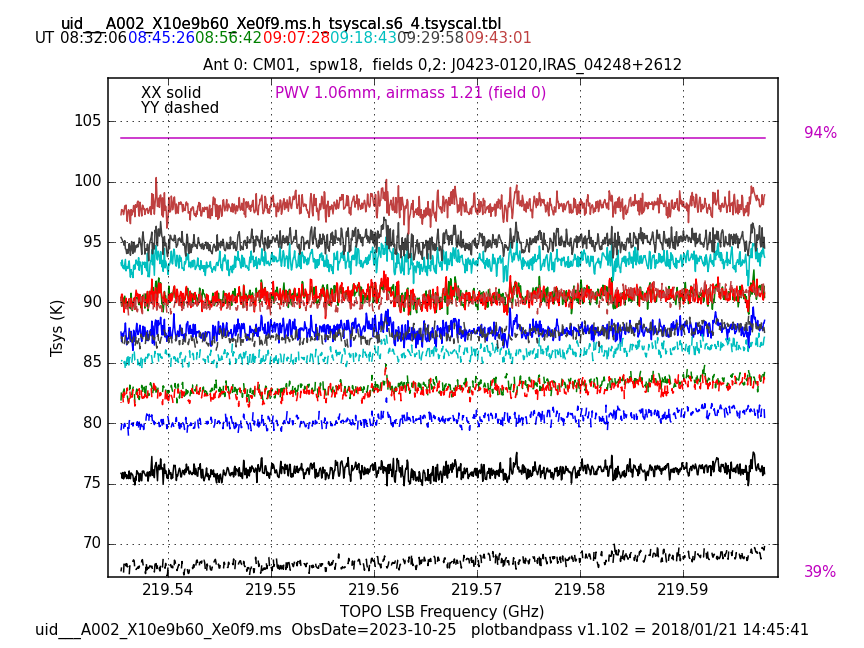 uid___A002_X10e9b60_Xe0f9.ms.h_tsyscal.s6_4.tsyscal.tbl
UT 08:32:06 08:45:26 08:56:42 09:07:28 09:18:43 09:29:58 09:43:01
Ant 0: CM01, spw18, fields 0,2: J0423-0120,IRAS_04248+2612
XX solid
YY dashed
PWV 1.06mm, airmass 1.21 (field 0)
94%
39%
105
100
95
90
85
80
75
70
Tsys (K)
219.54 219.55 219.56 219.57 219.58 219.59
TOPO LSB Frequency (GHz)
uid___A002_X10e9b60_Xe0f9.ms ObsDate=2023-10-25 plotbandpass v1.102 = 2018/01/21 14:45:41